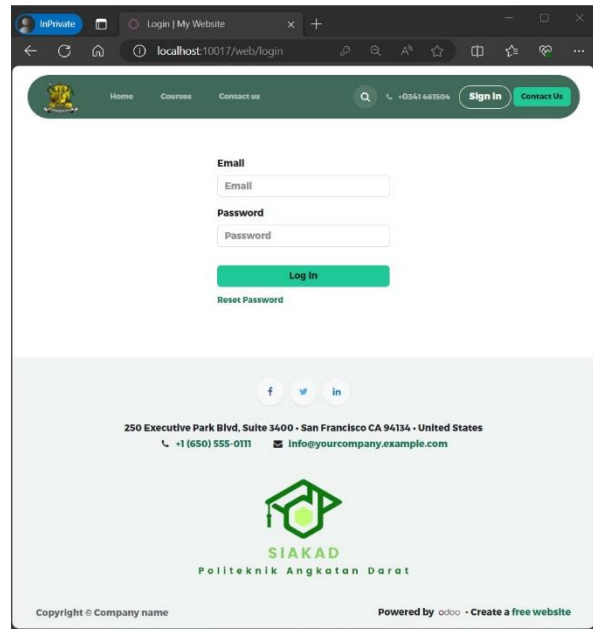 InPrivate
Login | My Website
localhost:10017/web/login
Home Courses Contact us +0341 461504 Sign in Contact Us
Email
Email
Password
Password
Log in
Reset Password
250 Executive Park Blvd, Suite 3400 • San Francisco CA 94134 • United States
+1 (650) 555-0111 info@yourcompany.example.com
SIAKAD
Politeknik Angkatan Darat
Copyright © Company name Powered by odoo - Create a free website